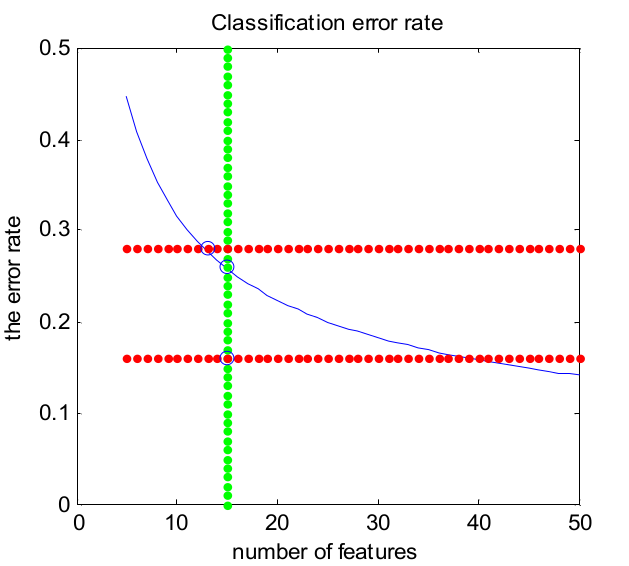 Classification error rate
0.5
0.4
0.3
0.2
0.1
0
the error rate
0 10 20 30 40 50
number of features